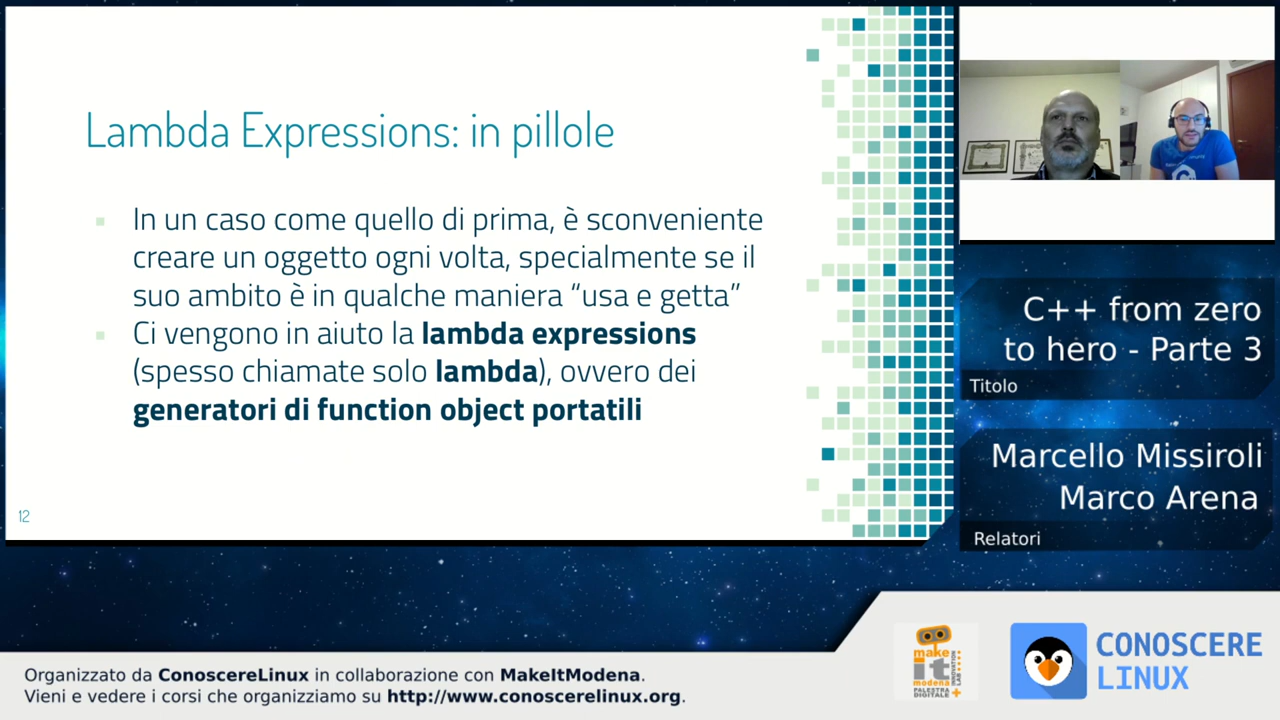 Lambda Expressions: in pillole
In un caso come quello di prima, è sconveniente
creare un oggetto ogni volta, specialmente se il
suo ambito è in qualche maniera “usa e getta”
Ci vengono in aiuto la lambda expressions
(spesso chiamate solo lambda), ovvero dei
generatori di function object portatili
12
C++ from zero
to hero - Parte 3
Titolo
Marcello Missiroli
Marco Arena
Relatori
Organizzato da ConoscereLinux in collaborazione con MakeItModena.
Vieni e vedere i corsi che organizziamo su http://www.conoscerelinux.org.
make
it
modena
PALESTRA
DIGITALE
CONOSCERE
LINUX